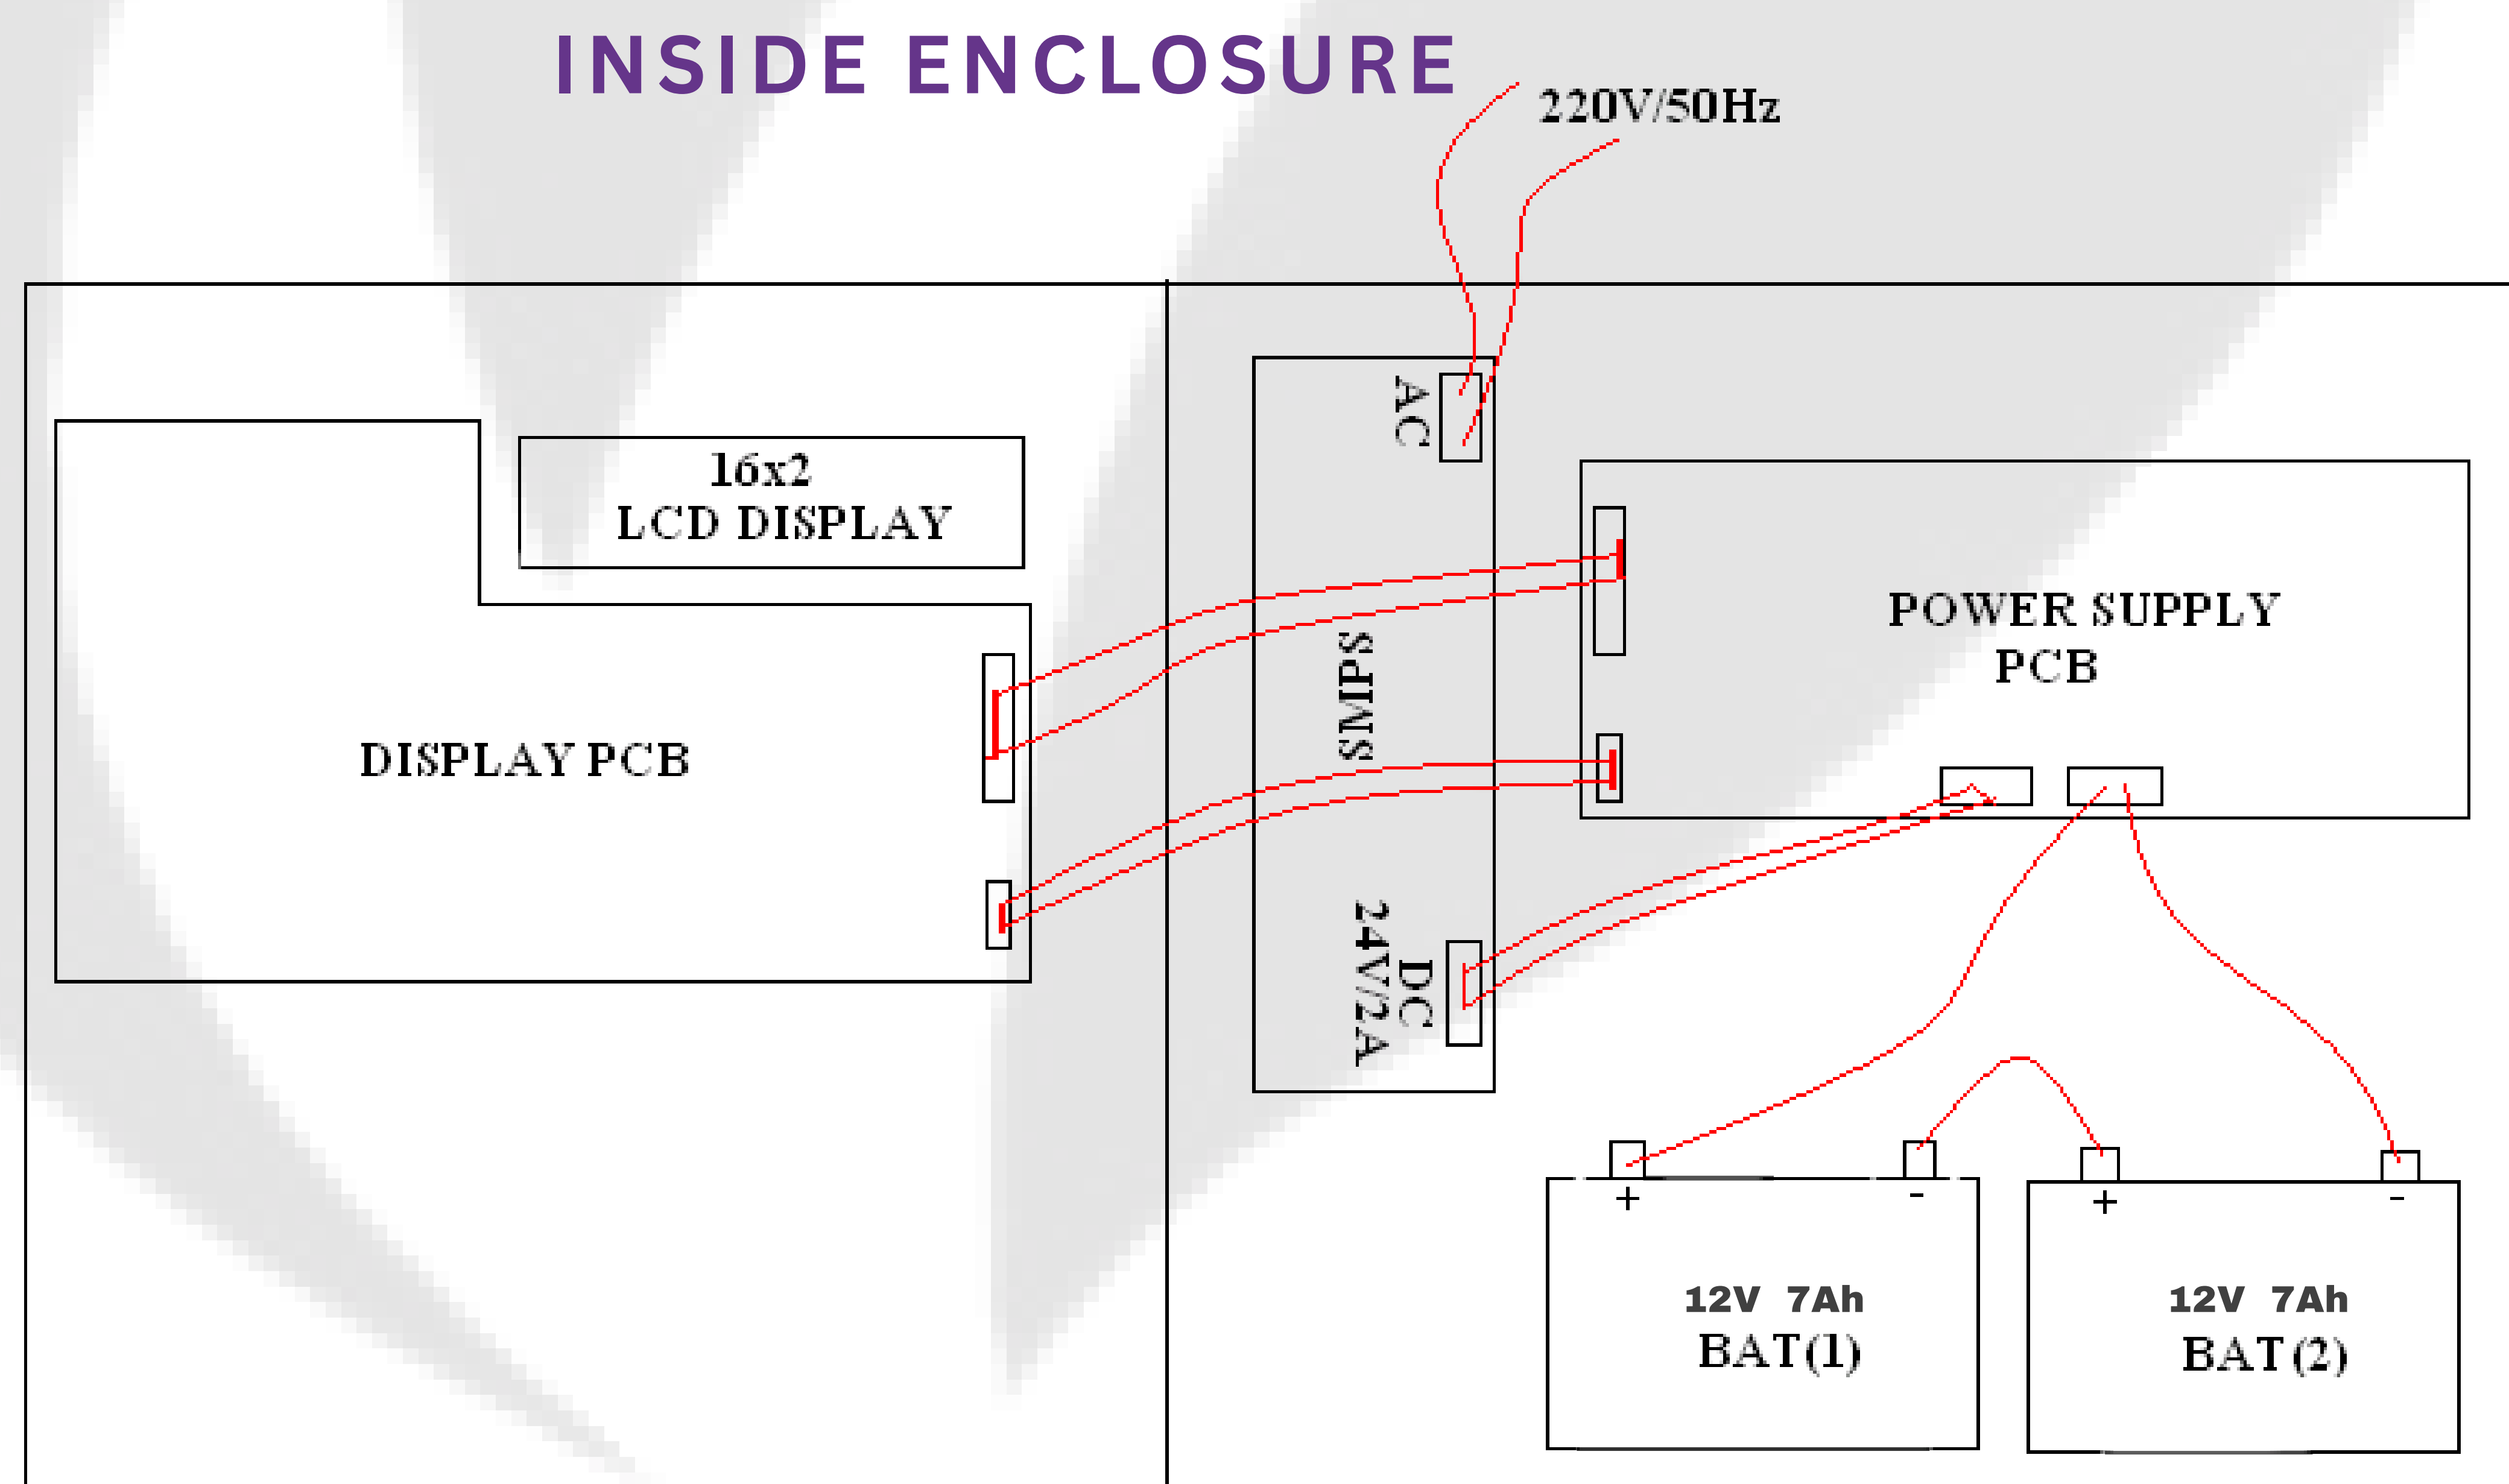 INSIDE ENCLOSURE
220V/50Hz
AC
16x2
LCD DISPLAY
POWER SUPPLY
PCB
SMPS
DISPLAY PCB
DC
24V/2A
+ -
+ -
12V 7Ah
BAT(1)
12V 7Ah
BAT(2)